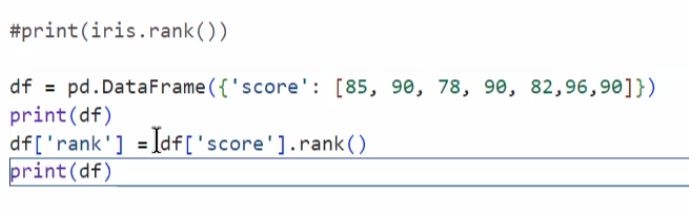 #print(iris.rank())
df = pd.DataFrame({'score': [85, 90, 78, 90, 82,96,90]})
print(df)
df['rank'] = df['score'].rank()
print(df)